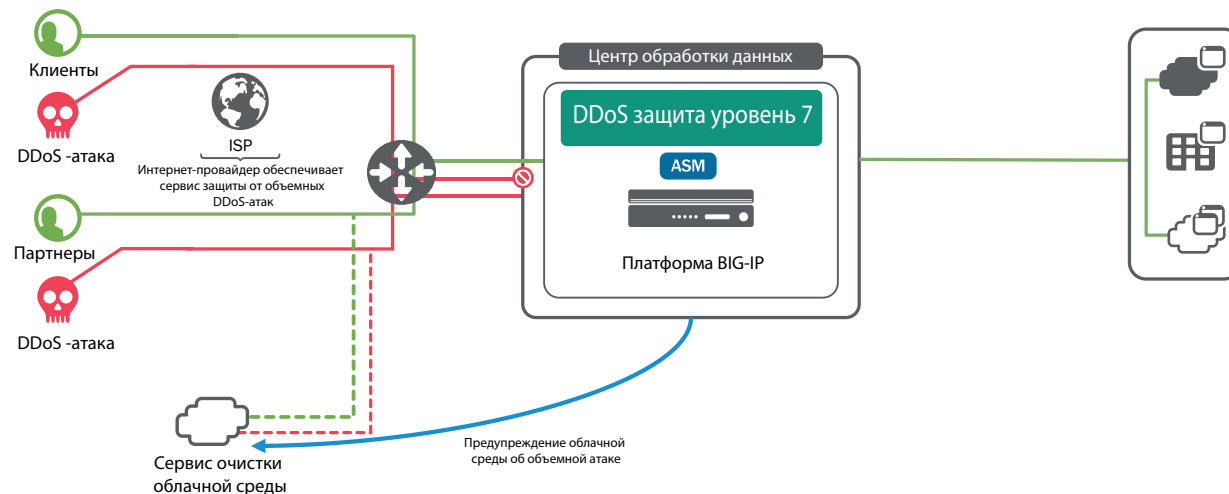 Клиенты
DDoS -атака
ISP
Интернет-провайдер обеспечивает
сервис защиты от объемных
DDoS-атак
Партнеры
DDoS -атака
Центр обработки данных
DDoS защита уровень 7
ASM
Платформа BIG-IP
Предупреждение облачной
среды об объемной атаке
Сервис очистки
облачной среды